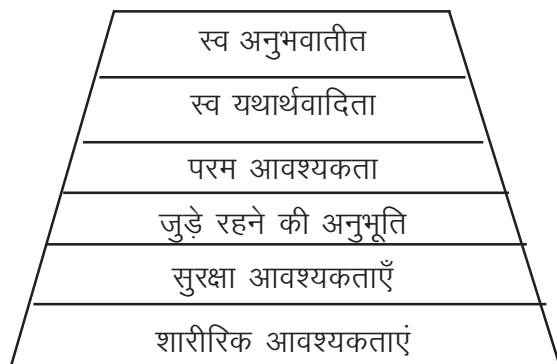 स्व अनुभवातीत
स्व यथार्थवादिता
परम आवश्यकता
जुड़े रहने की अनुभूति
सुरक्षा आवश्यकताएँ
शारीरिक आवश्यकताएं